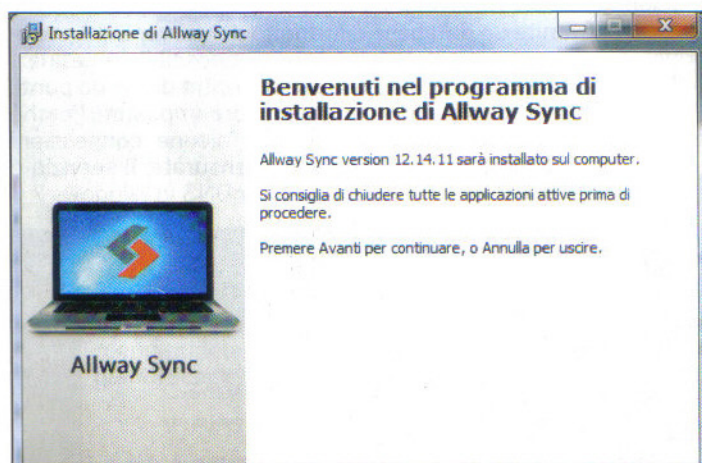 Installazione di Allway Sync
Benvenuti nel programma di
installazione di Allway Sync
Allway Sync version 12.14.11 sarà installato sul computer.
Si consiglia di chiudere tutte le applicazioni attive prima di
procedere.
Premere Avanti per continuare, o Annulla per uscire.
Allway Sync